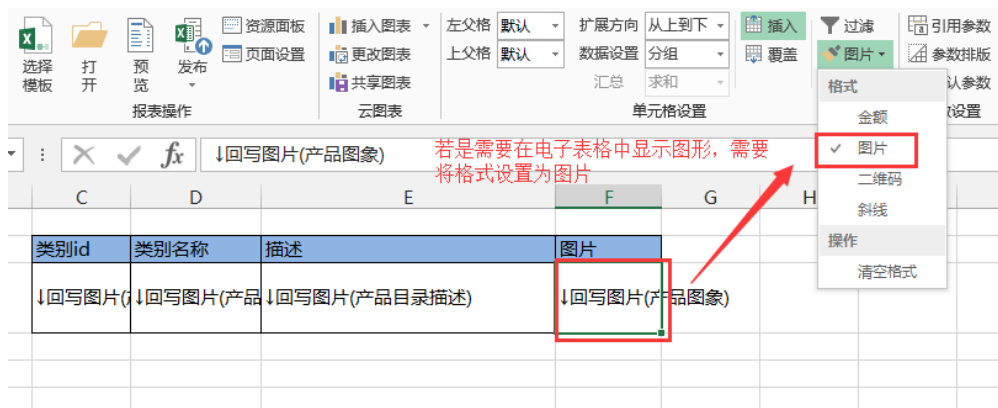 资源面板 插入图表 左父格 默认 扩展方向 从上到下 插入 过滤 引用参数
选择模板 打开 预览 发布 页面设置 更改图表 上父格 默认 数据设置 分组 覆盖 图片 参数排版
共享图表 汇总 求和 格式 认参数
报表操作 云图表 单元格设置 设置
金额
图片
二维码
斜线
操作
清空格式
fx ↓回写图片(产品图象)
若是需要在电子表格中显示图形，需要
将格式设置为图片
C D E F G H
类别id 类别名称 描述 图片
↓回写图片(产 ↓回写图片(产品 ↓回写图片(产品目录描述) ↓回写图片(产品图象)